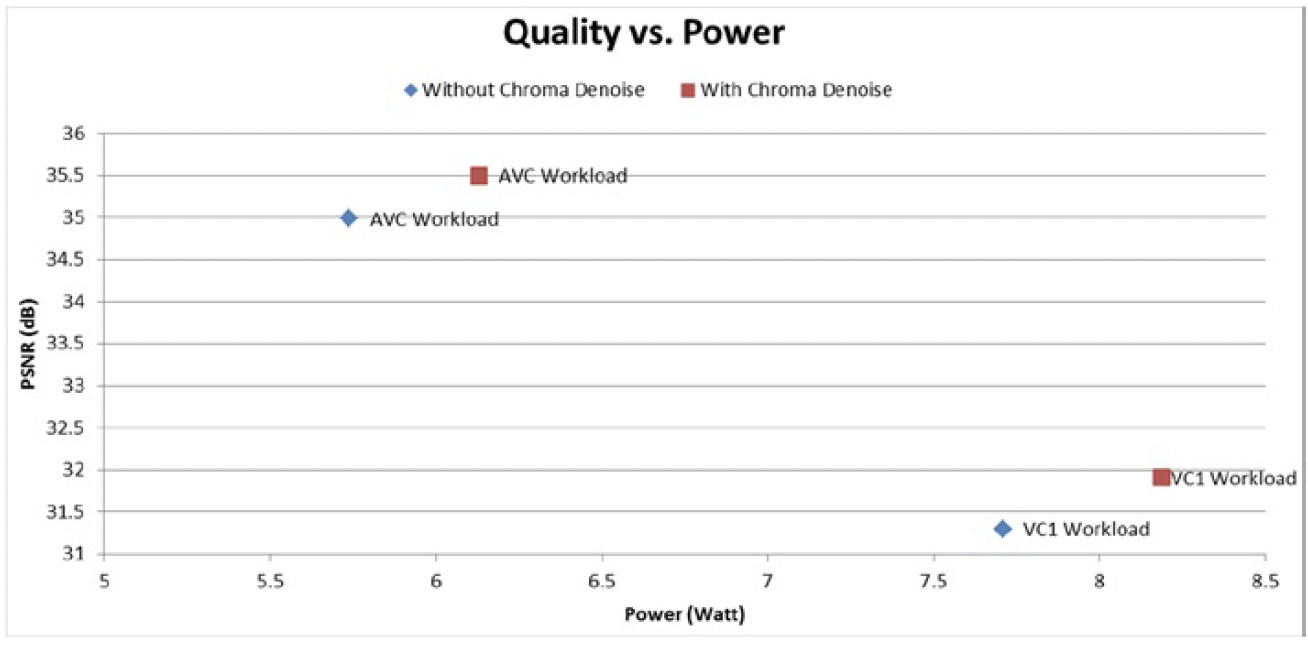 Quality vs. Power
Without Chroma Denoise With Chroma Denoise
36
35.5 AVC Workload
35 AVC Workload
34.5
34
33.5
33
32.5
32
VC1 Workload
31.5
VC1 Workload
31
PSNR (dB)
5 5.5 6 6.5 7 7.5 8 8.5
Power (Watt)